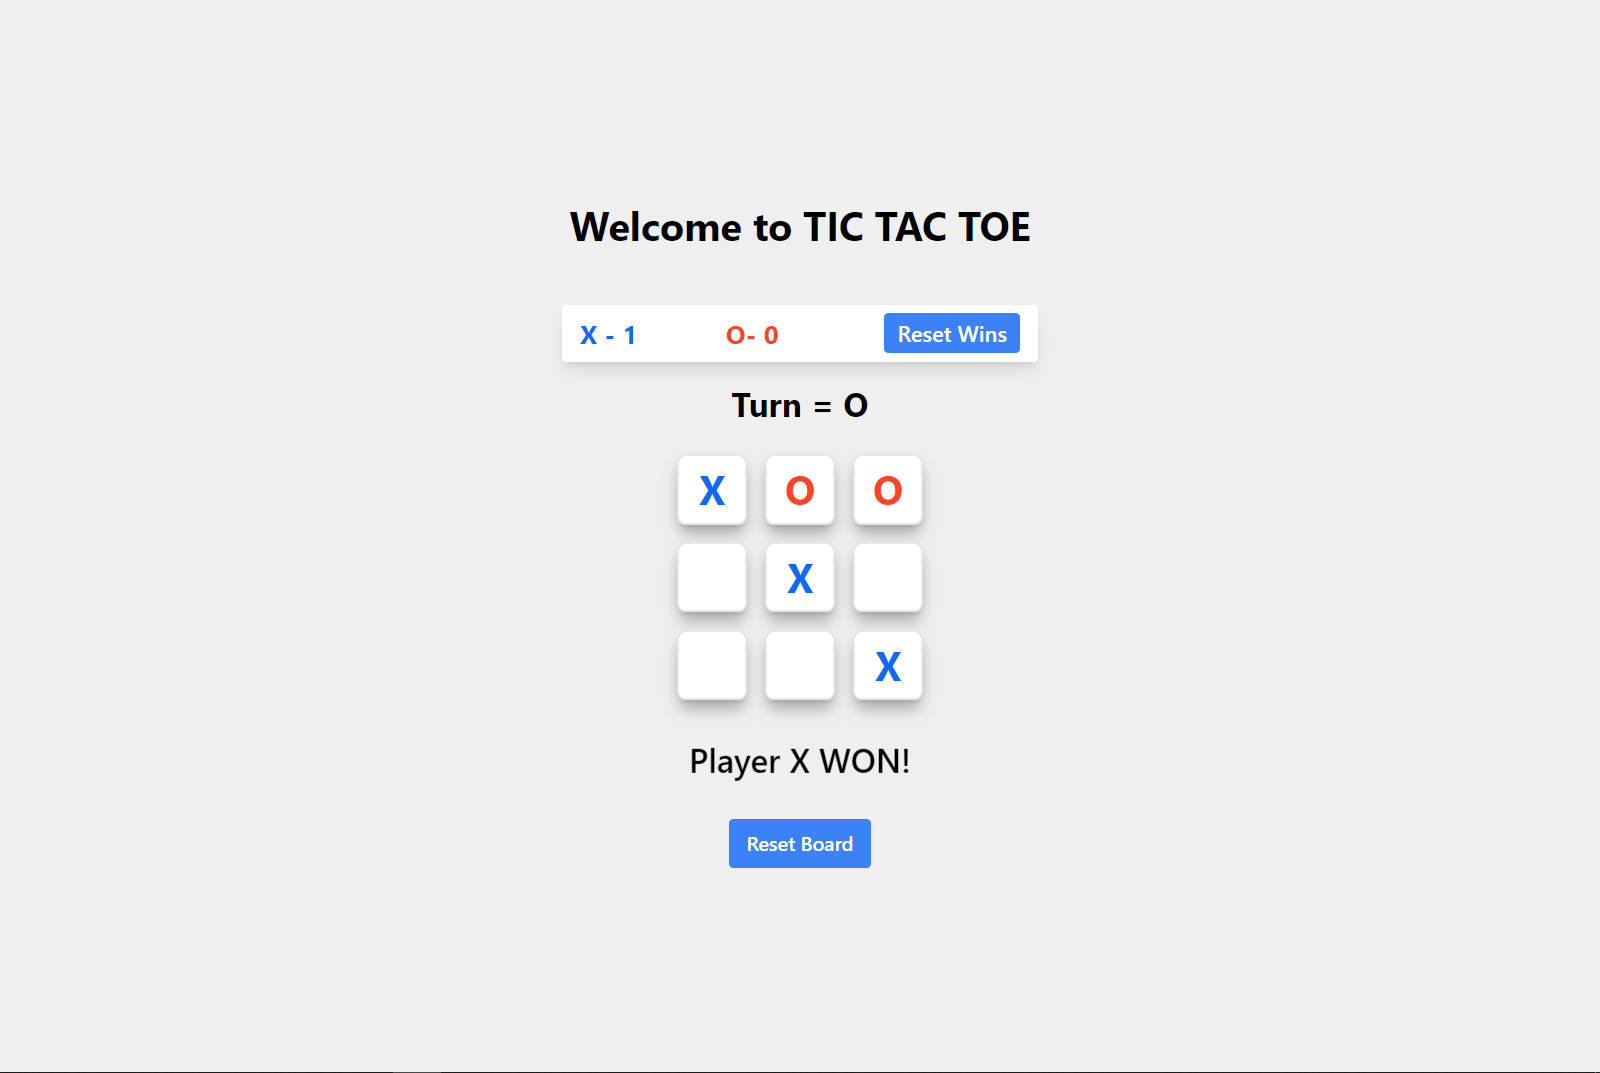 Welcome to TIC TAC TOE
X - 1 O- 0 Reset Wins
Turn = O
X O O
X
X
Player X WON!
Reset Board